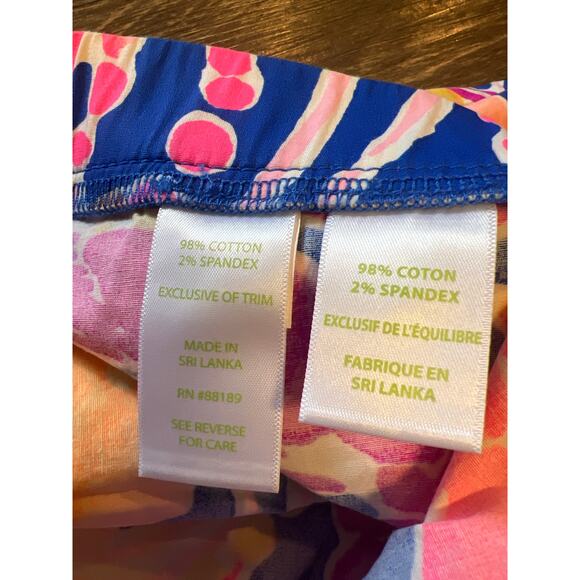 98% COTTON
2% SPANDEX
EXCLUSIVE OF TRIM
MADE IN
SRI LANKA
RN #88189
SEE REVERSE
FOR CARE
98% COTON
2% SPANDEX
EXCLUSIF DE L'ÉQUILIBRE
FABRIQUE EN
SRI LANKA